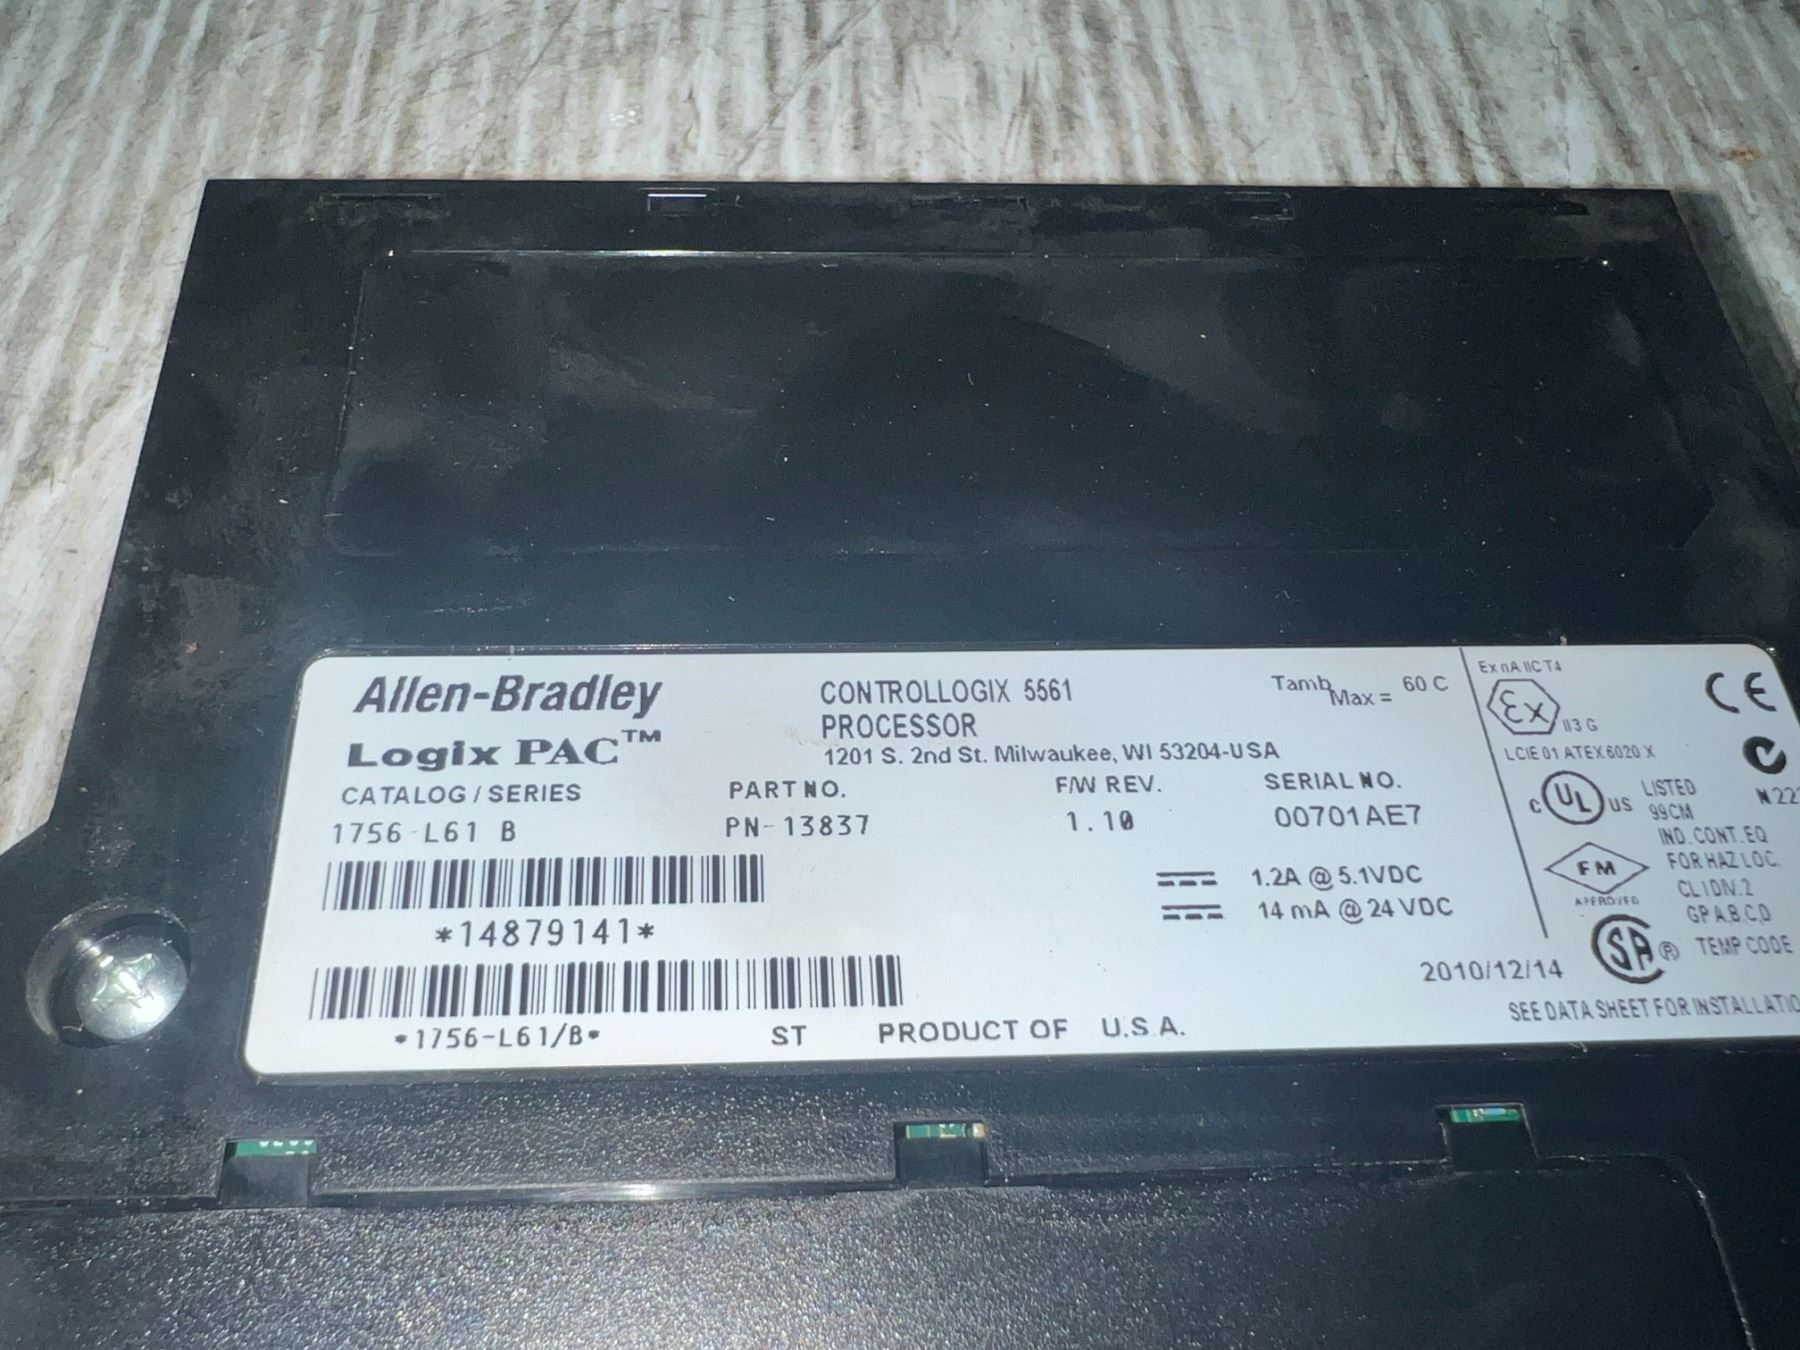 Allen-Bradley
Logix PAC™
CONTROLLOGIX 5561
PROCESSOR
1201 S. 2nd St. Milwaukee, WI 53204-USA
Tamb Max = 60 C
CATALOG / SERIES
1756-L61 B
PART NO.
PN-13837
F/W REV.
1.10
SERIAL NO.
00701AE7
*14879141*
1.2A @ 5.1VDC
14 mA @ 24 VDC
*1756-L61/B*
ST
PRODUCT OF U.S.A.
2010/12/14
Ex nA IIC T4
Ex
II 3 G
LCIE 01 ATEX 6020 X
CE
c UL US
LISTED
99CM
IND. CONT. EQ
FOR HAZ LOC.
CL I DIV. 2
GP A,B,C,D
TEMP CODE
FM
APPROVED
SA ®
SEE DATA SHEET FOR